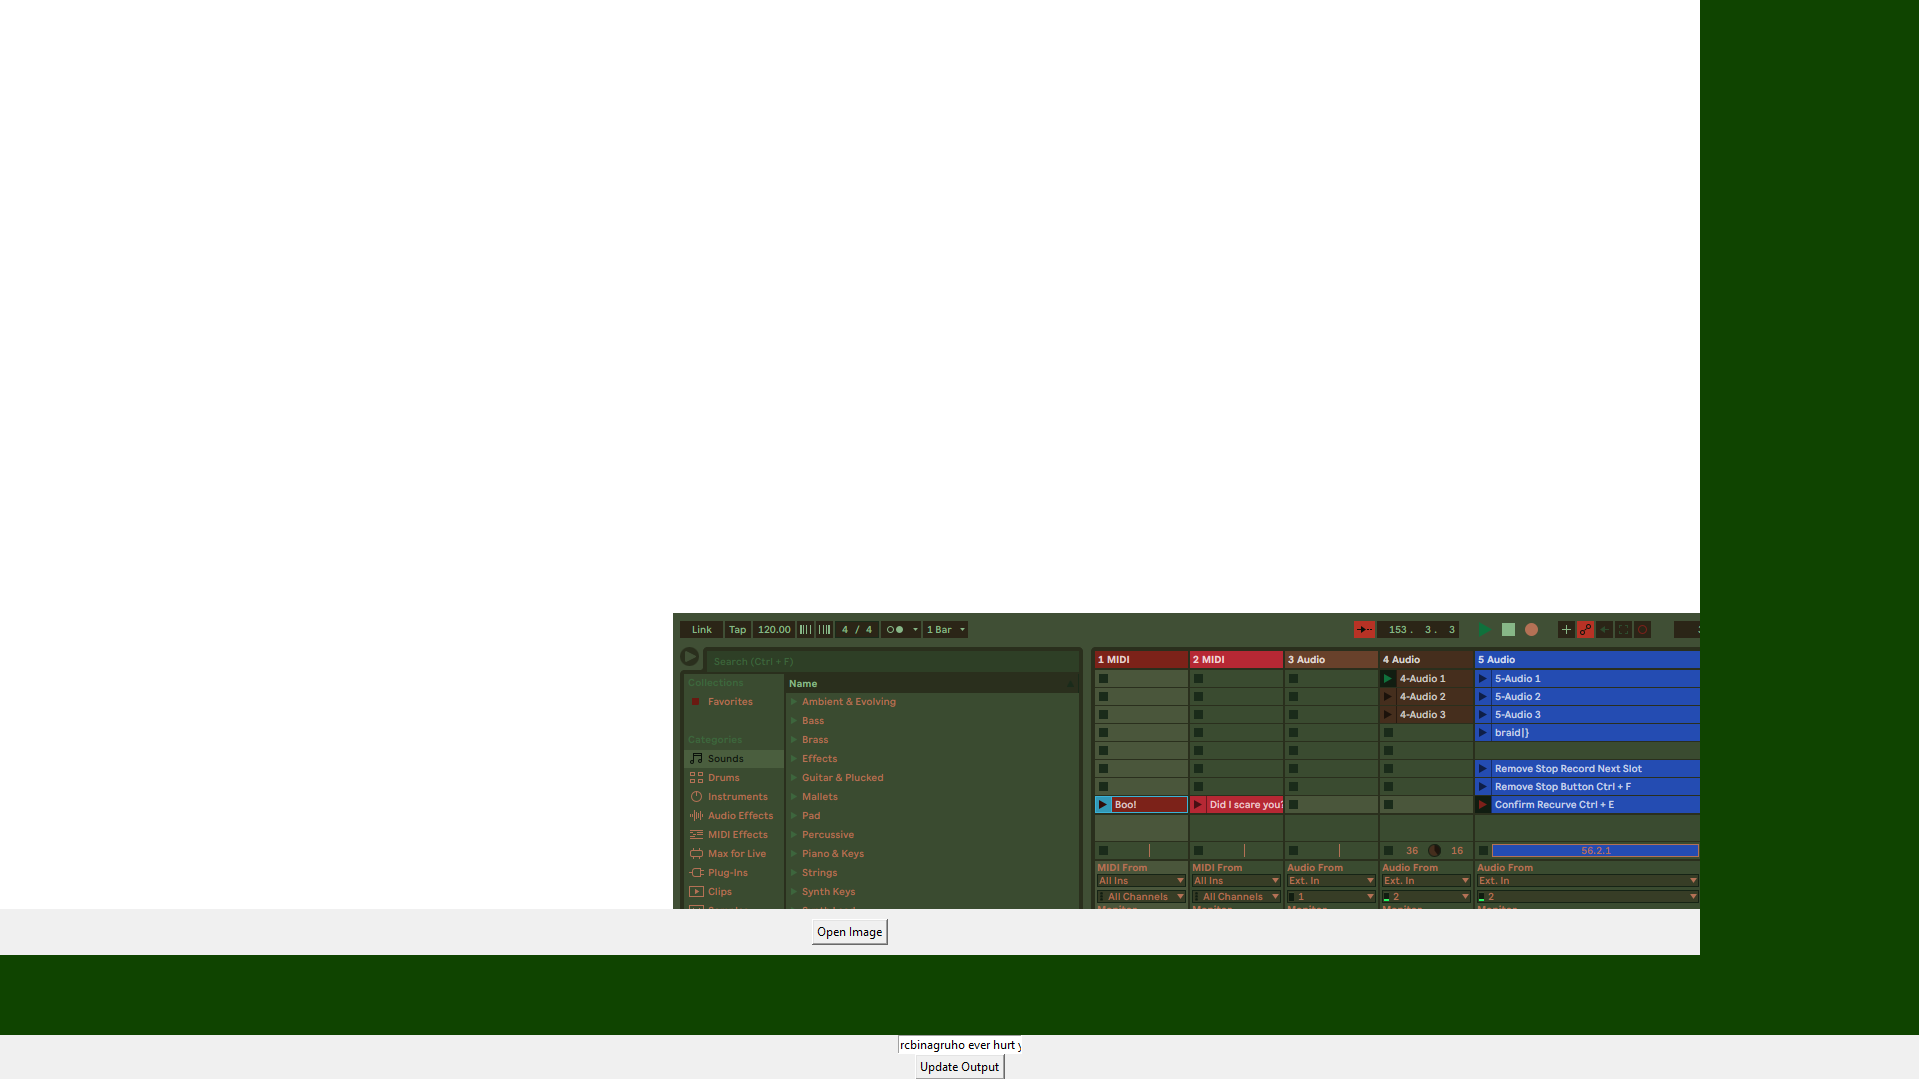 Link Tap 120.00 4 / 4 1 Bar 153. 3. 3
Search (Ctrl + F)
Collections
Favorites
Categories
Sounds
Drums
Instruments
Audio Effects
MIDI Effects
Max for Live
Plug-Ins
Clips
Name
Ambient & Evolving
Bass
Brass
Effects
Guitar & Plucked
Mallets
Pad
Percussive
Piano & Keys
Strings
Synth Keys
1 MIDI 2 MIDI 3 Audio 4 Audio 5 Audio
4-Audio 1 5-Audio 1
4-Audio 2 5-Audio 2
4-Audio 3 5-Audio 3
braid|}
Remove Stop Record Next Slot
Remove Stop Button Ctrl + F
Boo! Did I scare you? Confirm Recurve Ctrl + E
36 16 56.2.1
MIDI From MIDI From Audio From Audio From Audio From
All Ins All Ins Ext. In Ext. In Ext. In
All Channels All Channels 1 2 2
Open Image
rcbinagruho ever hurt y
Update Output